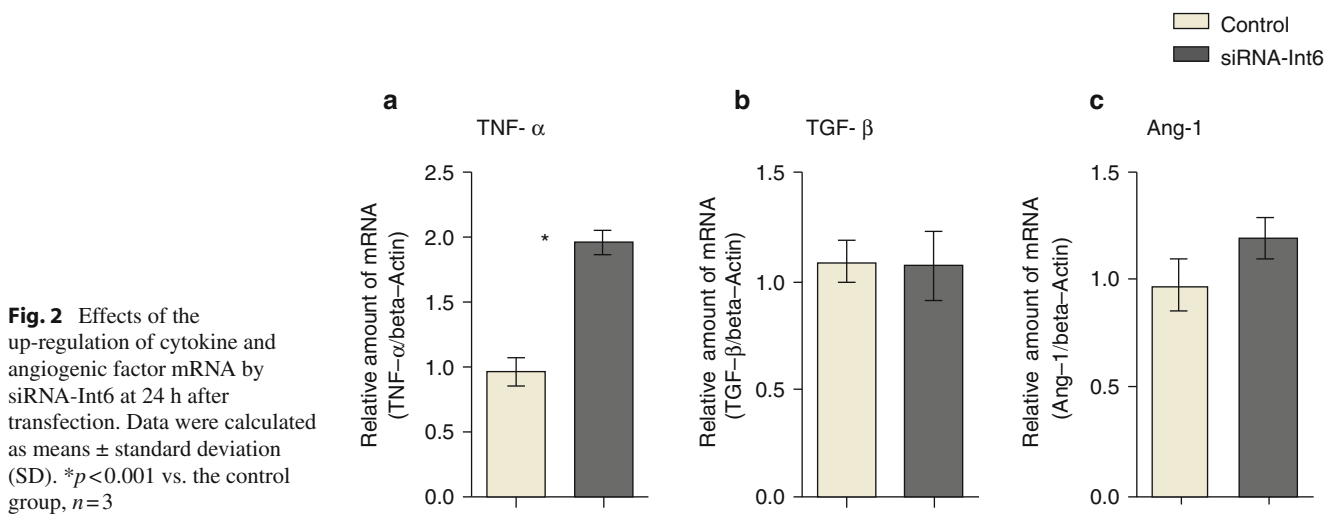 Control
siRNA-Int6
a
TNF- α
Relative amount of mRNA
(TNF–α/beta–Actin)
2.5
2.0
1.5
1.0
0.5
0.0
*
b
TGF- β
Relative amount of mRNA
(TGF–β/beta–Actin)
1.5
1.0
0.5
0.0
c
Ang-1
Relative amount of mRNA
(Ang–1/beta–Actin)
1.5
1.0
0.5
0.0
Fig. 2 Effects of the
up-regulation of cytokine and
angiogenic factor mRNA by
siRNA-Int6 at 24 h after
transfection. Data were calculated
as means ± standard deviation
(SD). *p<0.001 vs. the control
group, n=3